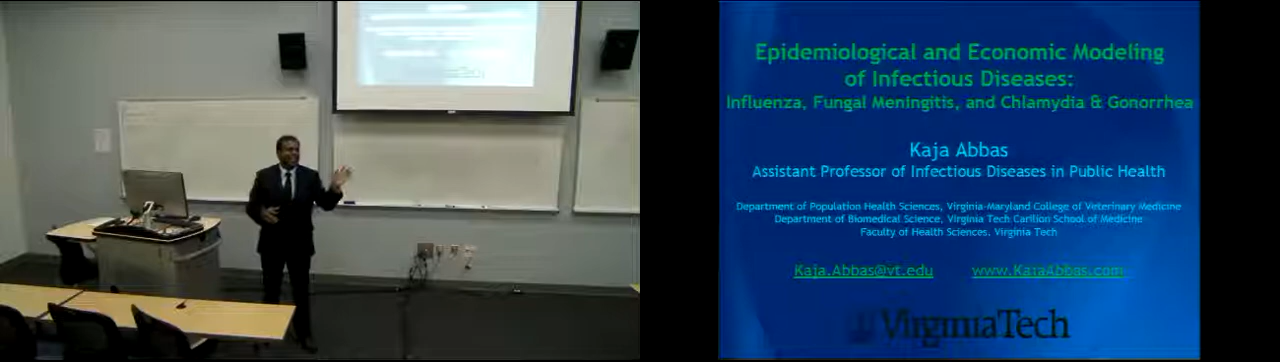 Epidemiological and Economic Modeling
of Infectious Diseases:
Influenza, Fungal Meningitis, and Chlamydia & Gonorrhea
Kaja Abbas
Assistant Professor of Infectious Diseases in Public Health
Department of Population Health Sciences, Virginia-Maryland College of Veterinary Medicine
Department of Biomedical Science, Virginia Tech Carilion School of Medicine
Faculty of Health Sciences, Virginia Tech
Kaja.Abbas@vt.edu www.KajaAbbas.com
VirginiaTech